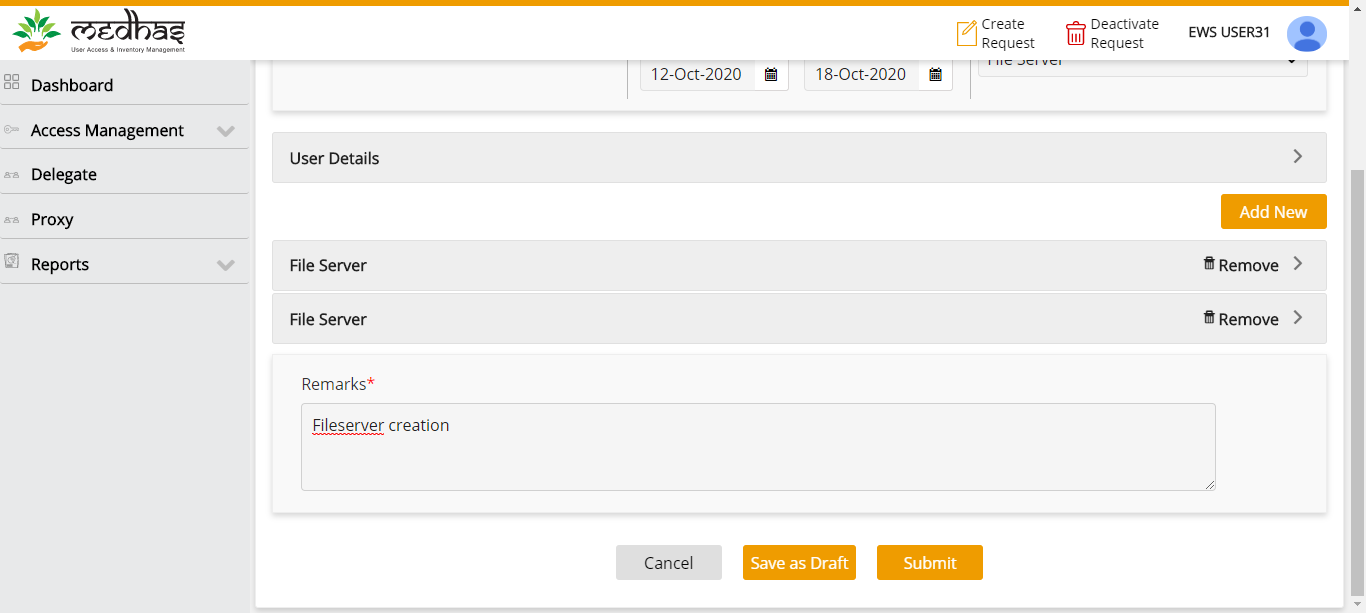 medhas
User Access & Inventory Management
Create
Request
Deactivate
Request
EWS USER31
Dashboard
Access Management
Delegate
Proxy
Reports
12-Oct-2020
18-Oct-2020
File Server
User Details
Add New
File Server
Remove
File Server
Remove
Remarks*
Fileserver creation
Cancel
Save as Draft
Submit